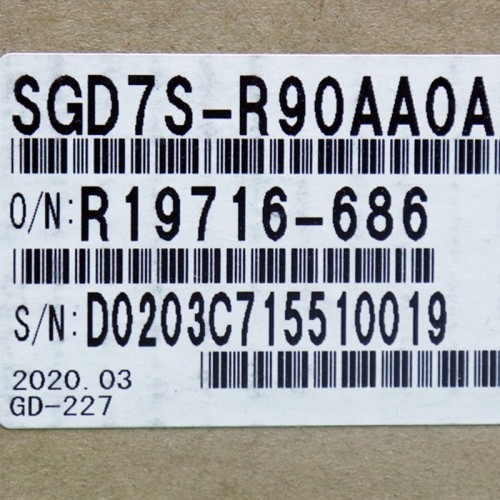 SGD7S-R90AA0A
O/N: R19716-686
S/N: D0203C715510019
2020.03
GD-227